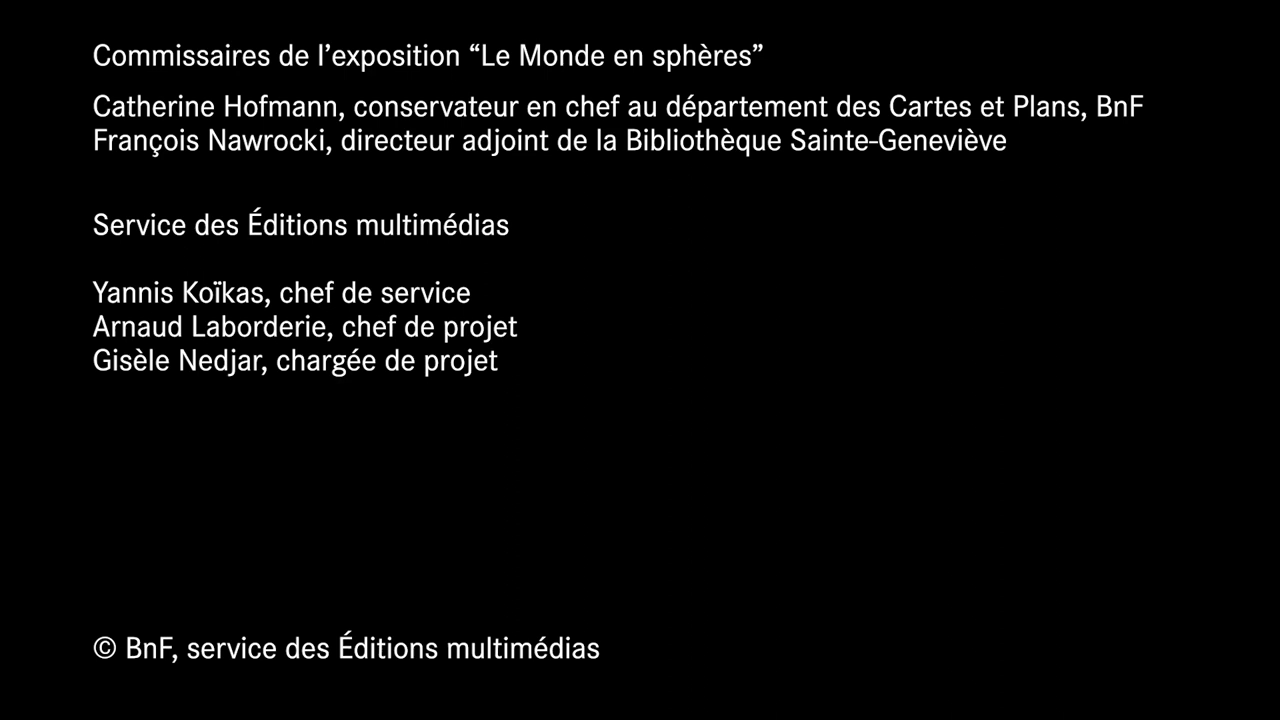 Commissaires de l’exposition “Le Monde en sphères”
Catherine Hofmann, conservateur en chef au département des Cartes et Plans, BnF
François Nawrocki, directeur adjoint de la Bibliothèque Sainte-Geneviève
Service des Éditions multimédias
Yannis Koïkas, chef de service
Arnaud Laborderie, chef de projet
Gisèle Nedjar, chargée de projet
© BnF, service des Éditions multimédias